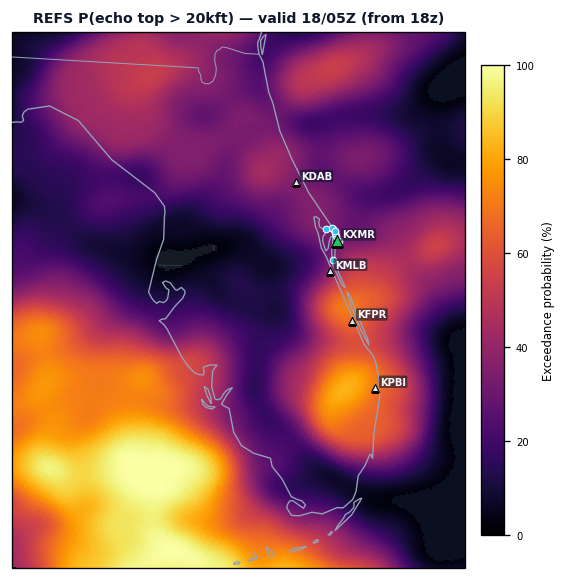 REFS P(echo top > 20kft) — valid 18/05Z (from 18z)
KDAB
KXMR
KMLB
KFPR
KPBI
100
80
60
40
20
0
Exceedance probability (%)